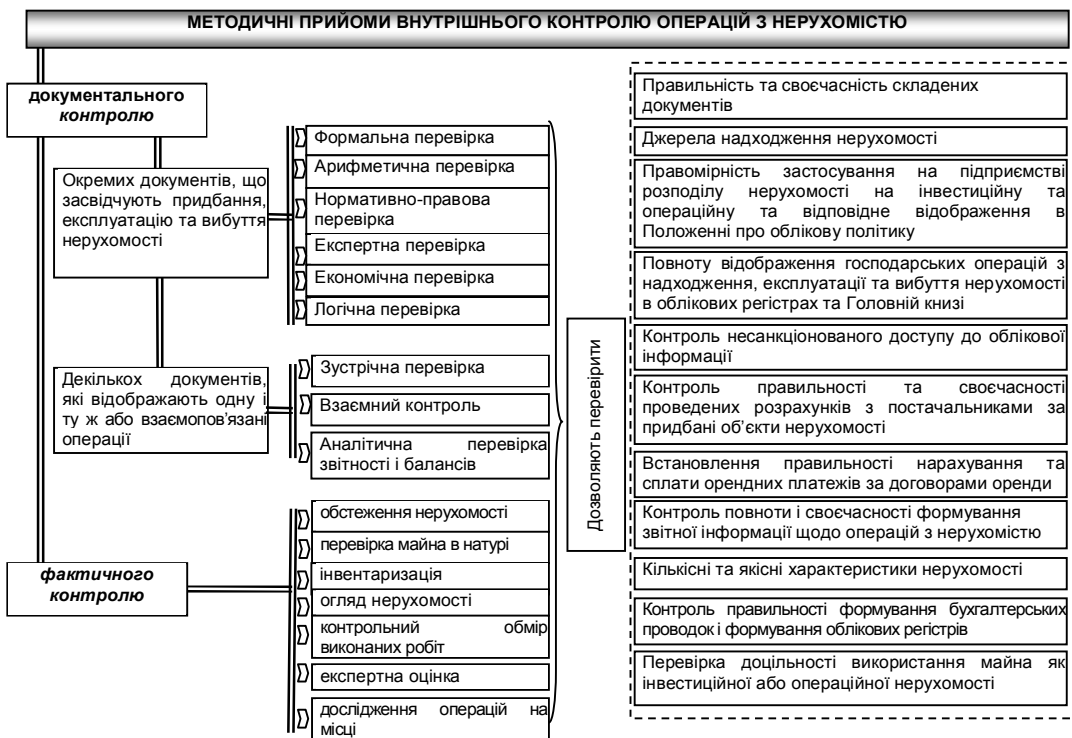 МЕТОДИЧНІ ПРИЙОМИ ВНУТРІШНЬОГО КОНТРОЛЮ ОПЕРАЦІЙ З НЕРУХОМІСТЮ
документального
контролю
Окремих документів, що
засвідчують придбання,
експлуатацію та вибуття
нерухомості
Формальна перевірка
Арифметична перевірка
Нормативно-правова
перевірка
Експертна перевірка
Економічна перевірка
Логічна перевірка
Декількох документів,
які відображають одну і
ту ж або взаємопов’язані
операції
Зустрічна перевірка
Взаємний контроль
Аналітична перевірка
звітності і балансів
фактичного
контролю
обстеження нерухомості
перевірка майна в натурі
інвентаризація
огляд нерухомості
контрольний обмір
виконаних робіт
експертна оцінка
дослідження операцій на
місці
Дозволяють перевірити
Правильність та своєчасність складених
документів
Джерела надходження нерухомості
Правомірність застосування на підприємстві
розподілу нерухомості на інвестиційну та
операційну та відповідне відображення в
Положенні про облікову політику
Повноту відображення господарських операцій з
надходження, експлуатації та вибуття нерухомості
в облікових регістрах та Головній книзі
Контроль несанкціонованого доступу до облікової
інформації
Контроль правильності та своєчасності
проведених розрахунків з постачальниками за
придбані об’єкти нерухомості
Встановлення правильності нарахування та
сплати орендних платежів за договорами оренди
Контроль повноти і своєчасності формування
звітної інформації щодо операцій з нерухомістю
Кількісні та якісні характеристики нерухомості
Контроль правильності формування бухгалтерських
проводок і формування облікових регістрів
Перевірка доцільності використання майна як
інвестиційної або операційної нерухомості